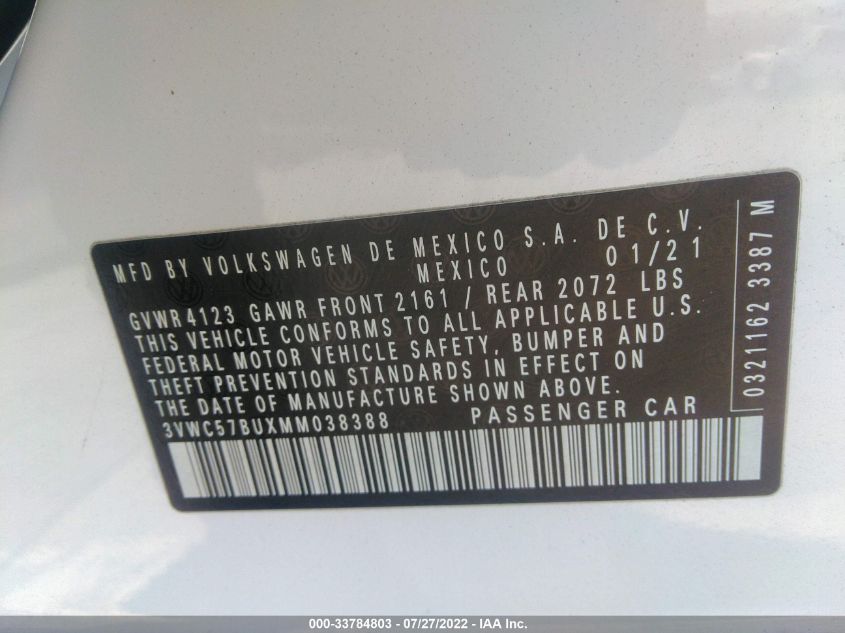 MFD BY VOLKSWAGEN DE MEXICO S.A. DE C.V.
MEXICO 01/21
GVWR 4123 GAWR FRONT 2161 / REAR 2072 LBS
THIS VEHICLE CONFORMS TO ALL APPLICABLE U.S.
FEDERAL MOTOR VEHICLE SAFETY, BUMPER AND
THEFT PREVENTION STANDARDS IN EFFECT ON
THE DATE OF MANUFACTURE SHOWN ABOVE.
3VWC57BUXMM038388 PASSENGER CAR
0321162 3387 M
000-33784803 - 07/27/2022 - IAA Inc.